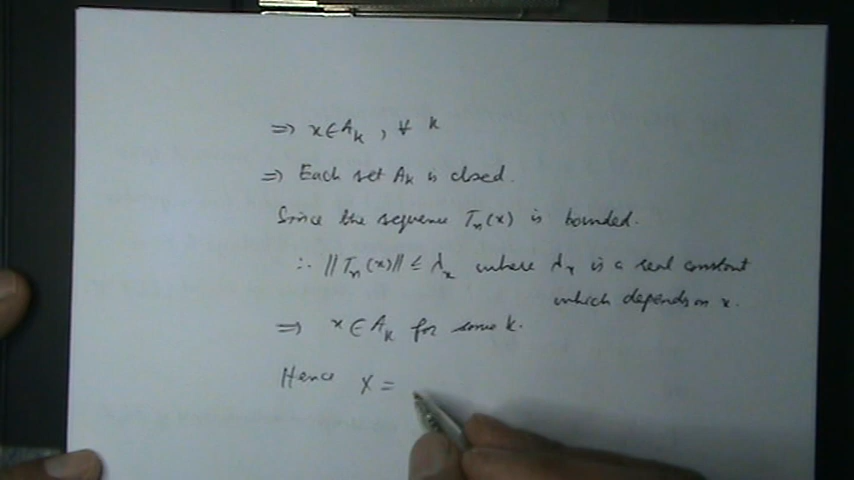 ⇒ x∈A_k, ∀ k
⇒ Each set A_k is closed.
Since the sequence T_n(x) is bounded.
∴ ||T_n(x)|| ≤ λ_x where λ_x is a real constant
which depends on x.
⇒ x∈A_k for some k.
Hence X =